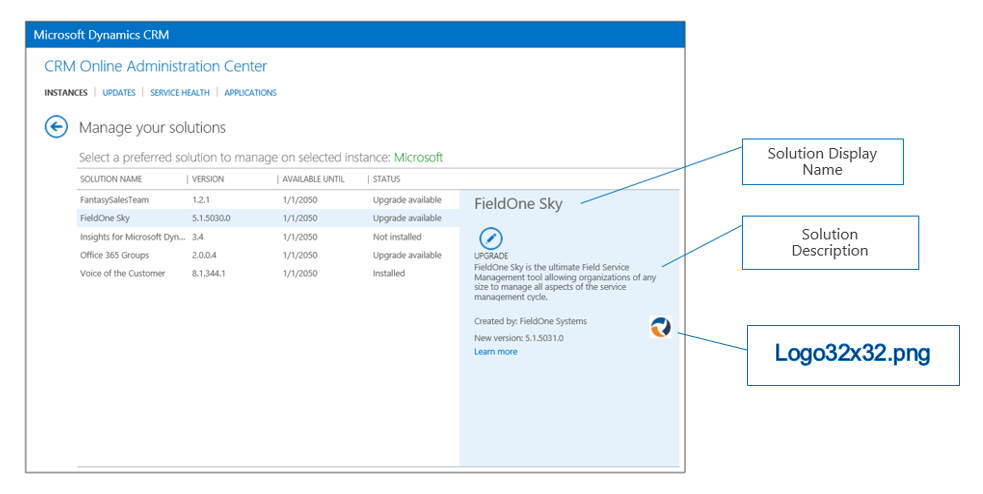 Microsoft Dynamics CRM
CRM Online Administration Center
INSTANCES | UPDATES | SERVICE HEALTH | APPLICATIONS
Manage your solutions
Select a preferred solution to manage on selected instance: Microsoft
SOLUTION NAME | VERSION | AVAILABLE UNTIL | STATUS
FantasySalesTeam 1.2.1 1/1/2050 Upgrade available
FieldOne Sky 5.1.5030.0 1/1/2050 Upgrade available
Insights for Microsoft Dyn... 3.4 1/1/2050 Not installed
Office 365 Groups 2.0.0.4 1/1/2050 Upgrade available
Voice of the Customer 8.1.344.1 1/1/2050 Installed
FieldOne Sky
UPGRADE
FieldOne Sky is the ultimate Field Service
Management tool allowing organizations of any
size to manage all aspects of the service
management cycle.
Created by: FieldOne Systems
New version: 5.1.5031.0
Learn more
Solution Display
Name
Solution
Description
Logo32x32.png